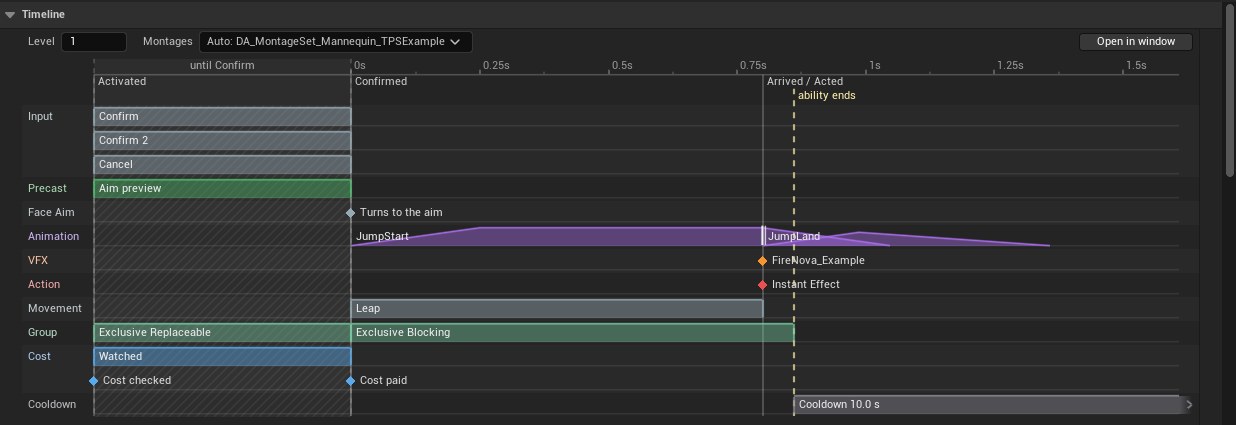 Timeline
Level 1 Montages Auto: DA_MontageSet_Mannequin_TPSExample Open in window
until Confirm 0s 0.25s 0.5s 0.75s 1s 1.25s 1.5s
Activated Confirmed Arrived / Acted
ability ends
Input Confirm
Confirm 2
Cancel
Precast Aim preview
Face Aim Turns to the aim
Animation JumpStart JumpLand
VFX FireNova_Example
Action Instant Effect
Movement Leap
Group Exclusive Replaceable Exclusive Blocking
Cost Watched
Cost checked Cost paid
Cooldown Cooldown 10.0 s